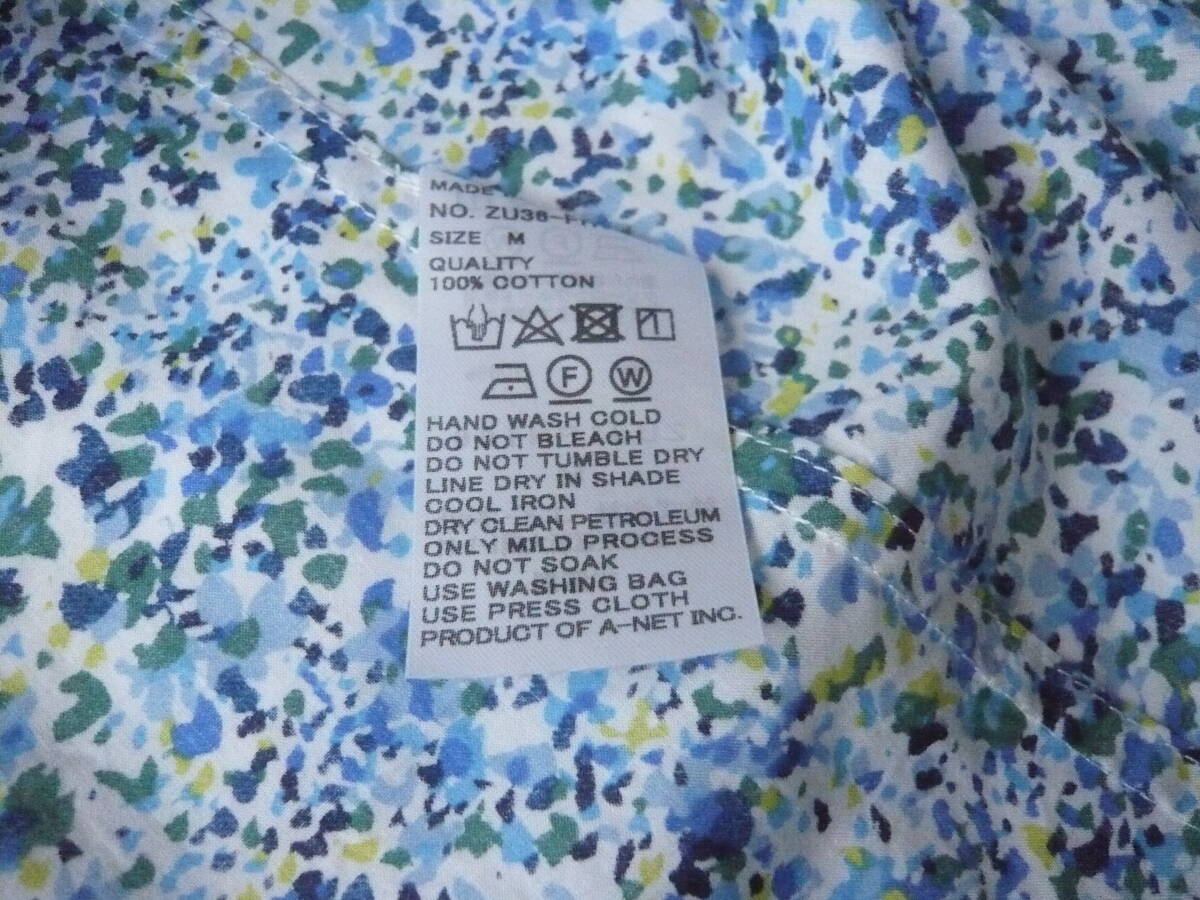 MADE
NO. ZU38-F
SIZE M
QUALITY
100% COTTON
F W
HAND WASH COLD
DO NOT BLEACH
DO NOT TUMBLE DRY
LINE DRY IN SHADE
COOL IRON
DRY CLEAN PETROLEUM
ONLY MILD PROCESS
DO NOT SOAK
USE WASHING BAG
USE PRESS CLOTH
PRODUCT OF A-NET INC.